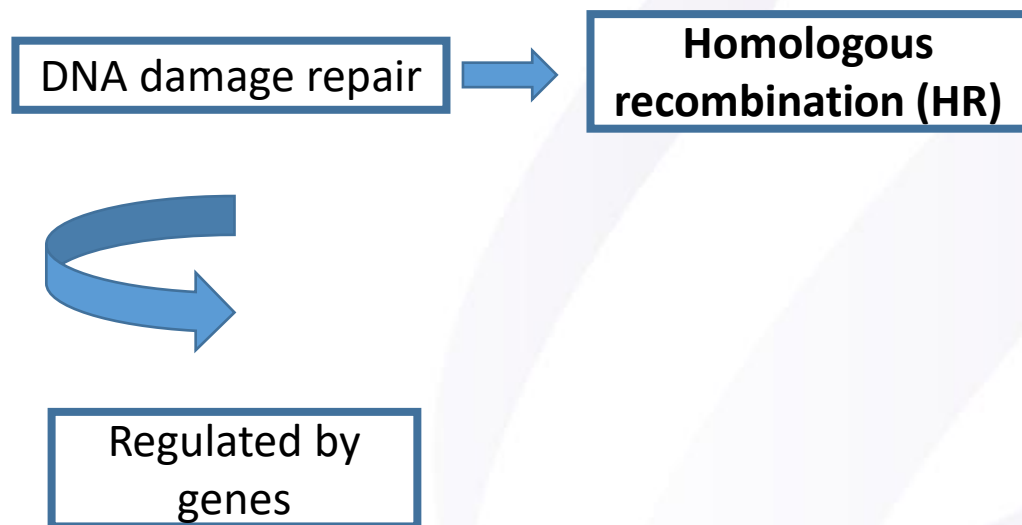 DNA damage repair
Homologous
recombination (HR)
Regulated by
genes